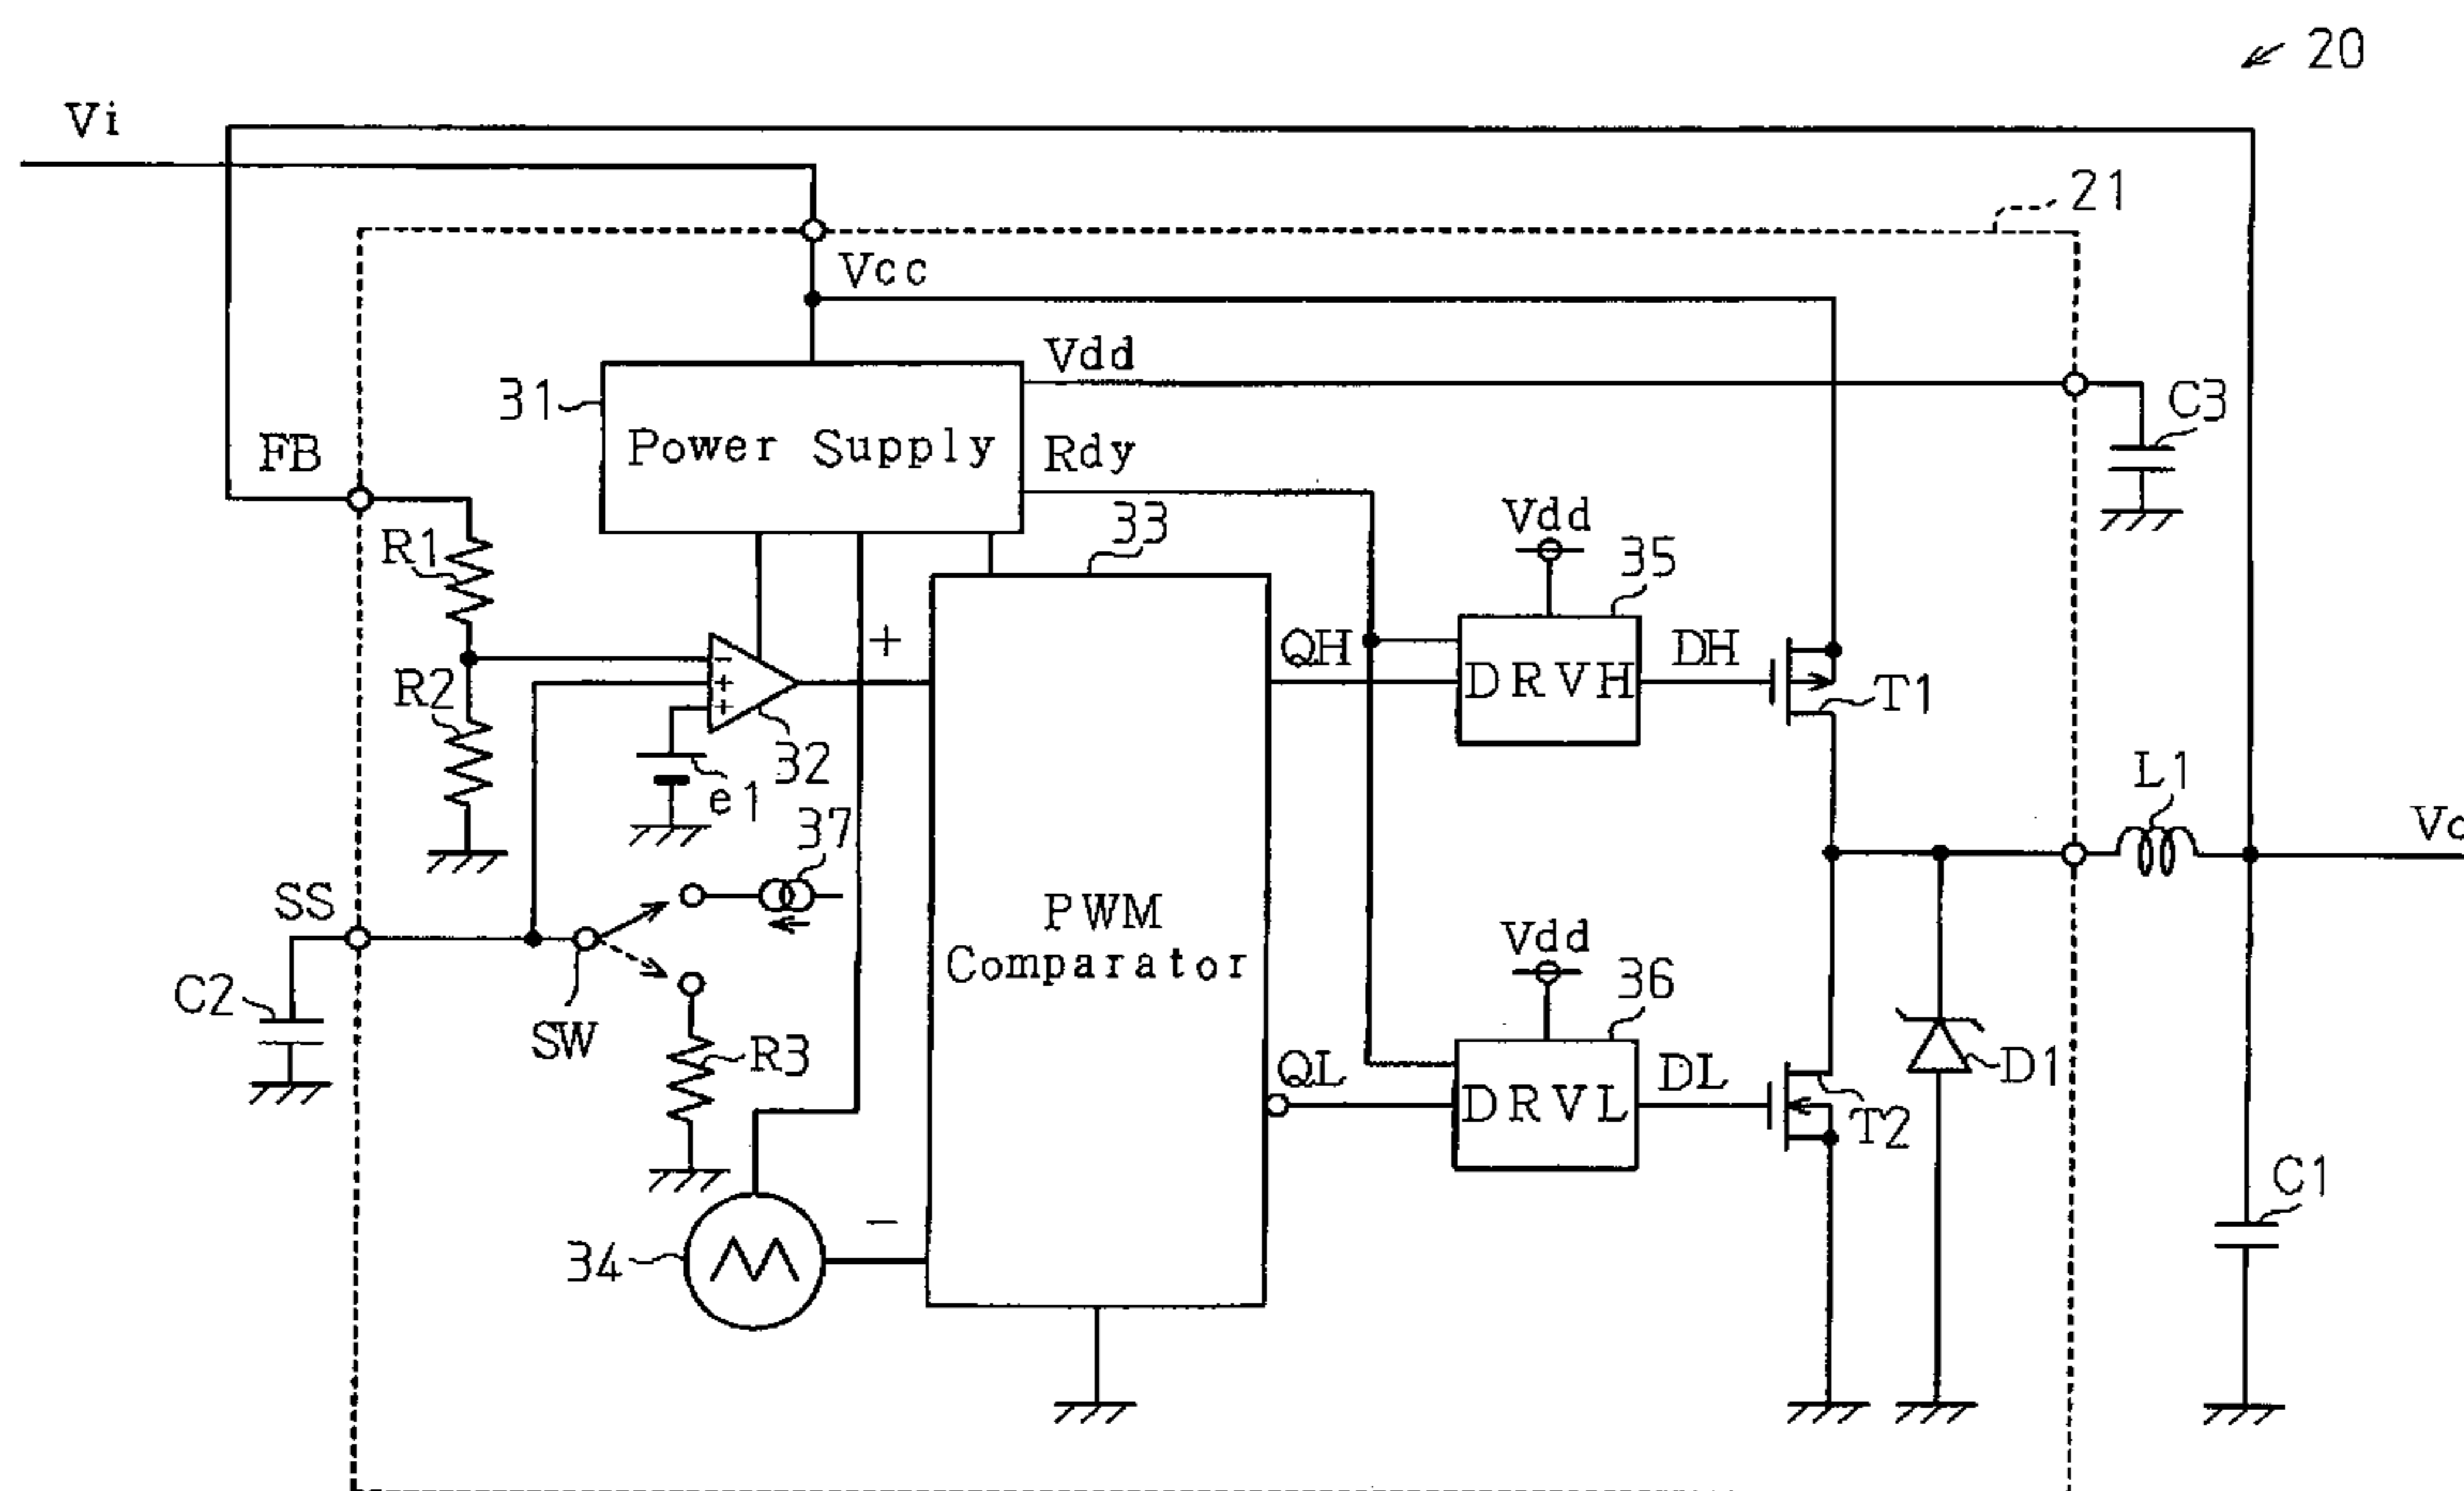 20
Vi
21
Vcc
Vdd
31
Power Supply
C3
FB
Rdy
33
Vdd
35
R1
+
QH
DRVH
DH
R2
- + +
T1
32
e1
L1
37
SS
PWM
Comparator
Vdd
36
C2
SW
R3
QL
DRVL
DL
D1
T2
C1
-
34